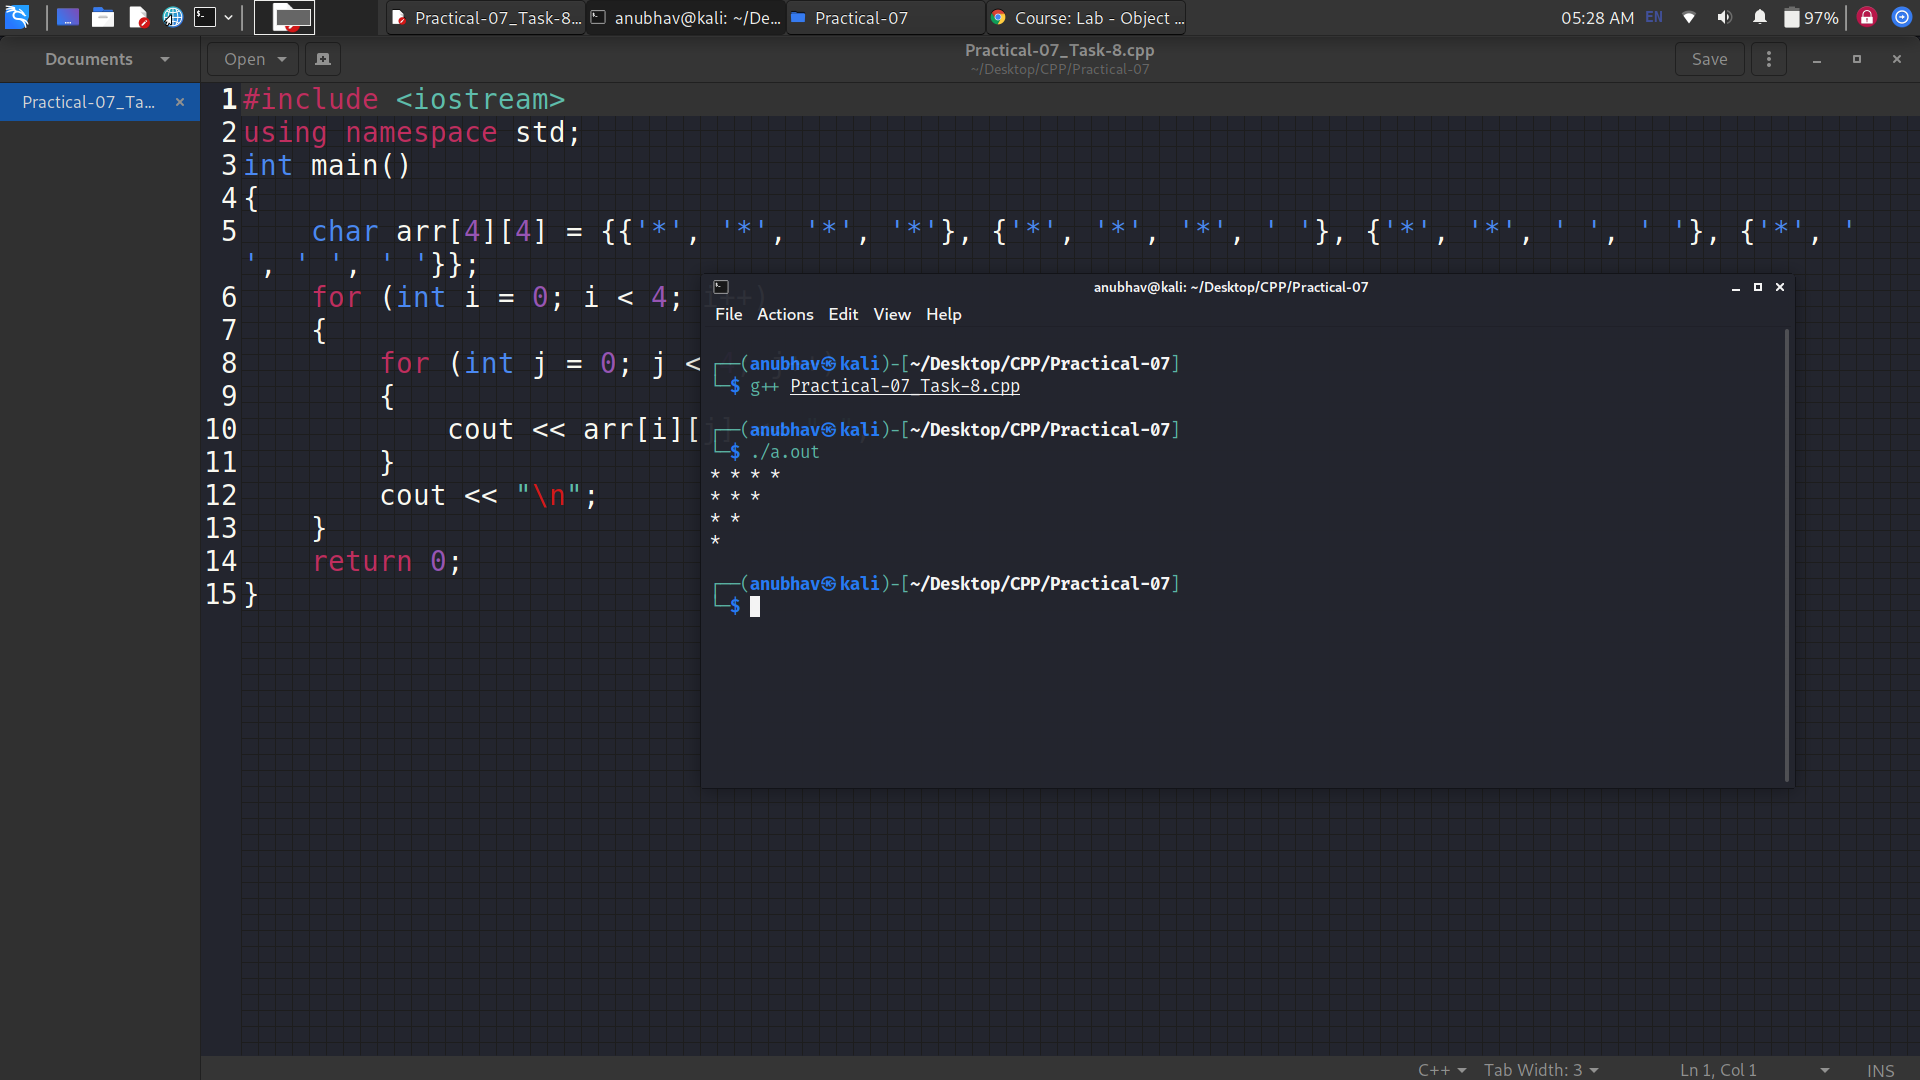 Practical-07_Task-8...
anubhav@kali: ~/De...
Practical-07
Course: Lab - Object ...
05:28 AM
EN
97%
Documents
Open
Practical-07_Task-8.cpp
~/Desktop/CPP/Practical-07
Save
Practical-07_Ta...
1 #include <iostream>
2 using namespace std;
3 int main()
4 {
5     char arr[4][4] = {{'*', '*', '*', '*'}, {'*', '*', '*', ' '}, {'*', '*', ' ', ' '}, {'*', '
', ' ', ' '}};
6     for (int i = 0; i < 4; i++)
7     {
8         for (int j = 0; j <
9         {
10             cout << arr[i][j]
11         }
12         cout << "\n";
13     }
14     return 0;
15 }
anubhav@kali: ~/Desktop/CPP/Practical-07
File Actions Edit View Help
┌──(anubhav㉿kali)-[~/Desktop/CPP/Practical-07]
└─$ g++ Practical-07_Task-8.cpp
┌──(anubhav㉿kali)-[~/Desktop/CPP/Practical-07]
└─$ ./a.out
* * * *
* * *
* *
*
┌──(anubhav㉿kali)-[~/Desktop/CPP/Practical-07]
└─$
C++
Tab Width: 3
Ln 1, Col 1
INS